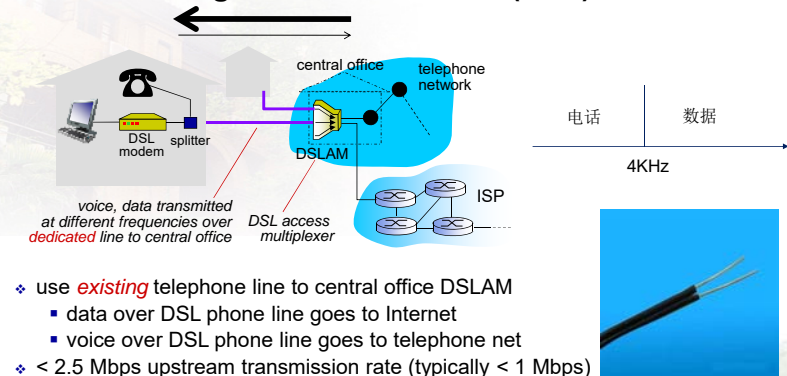 central office
telephone
network
DSL
modem
splitter
DSLAM
ISP
voice, data transmitted
at different frequencies over
dedicated line to central office
DSL access
multiplexer
电话
数据
4KHz
use existing telephone line to central office DSLAM
data over DSL phone line goes to Internet
voice over DSL phone line goes to telephone net
< 2.5 Mbps upstream transmission rate (typically < 1 Mbps)